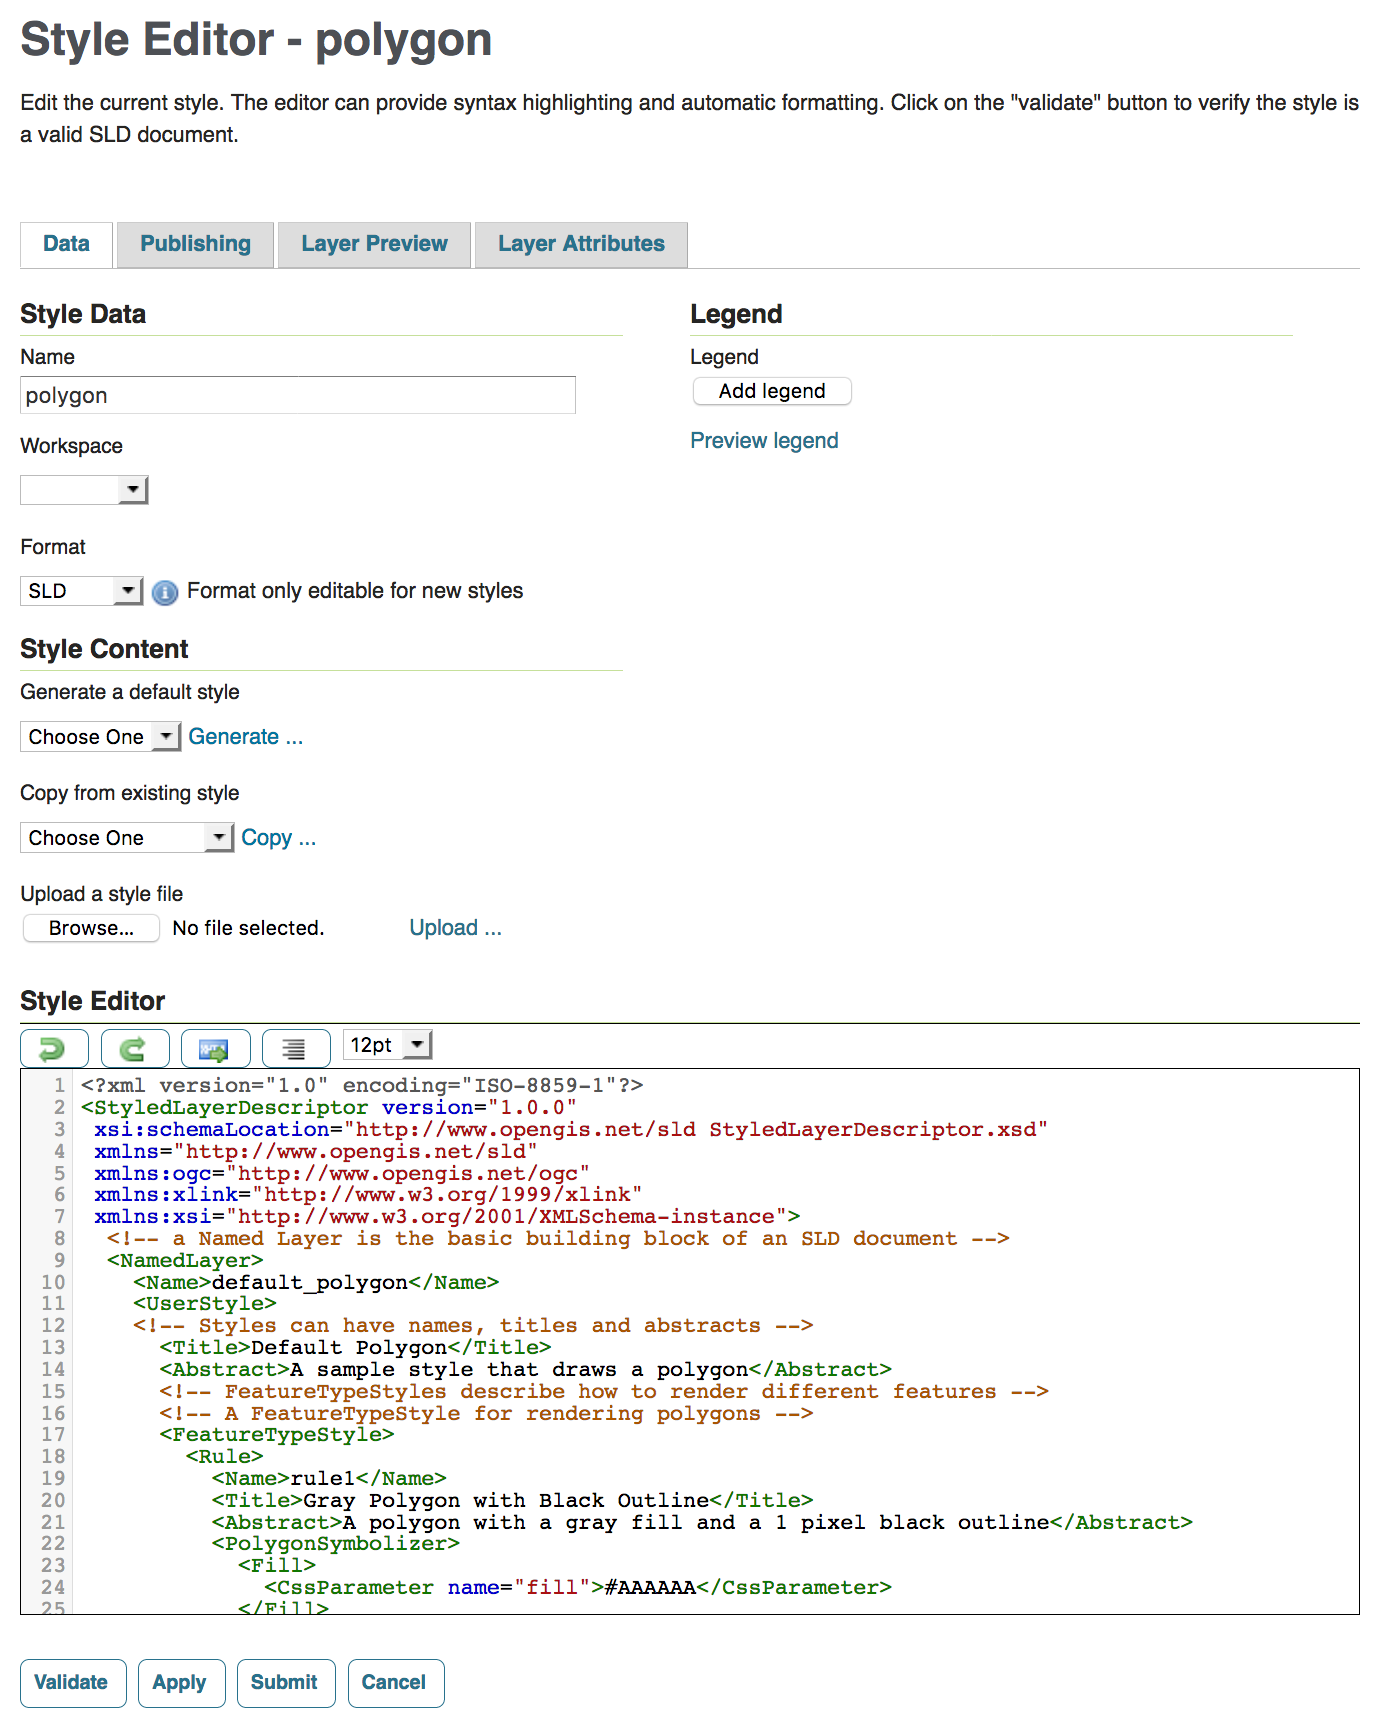 Style Editor - polygon
Edit the current style. The editor can provide syntax highlighting and automatic formatting. Click on the "validate" button to verify the style is
a valid SLD document.
Data Publishing Layer Preview Layer Attributes
Style Data
Name
polygon
Workspace
Format
SLD Format only editable for new styles
Legend
Legend
Add legend
Preview legend
Style Content
Generate a default style
Choose One Generate ...
Copy from existing style
Choose One Copy ...
Upload a style file
Browse... No file selected. Upload ...
Style Editor
12pt
1 <?xml version="1.0" encoding="ISO-8859-1"?>
2 <StyledLayerDescriptor version="1.0.0"
3 xsi:schemaLocation="http://www.opengis.net/sld StyledLayerDescriptor.xsd"
4 xmlns="http://www.opengis.net/sld"
5 xmlns:ogc="http://www.opengis.net/ogc"
6 xmlns:xlink="http://www.w3.org/1999/xlink"
7 xmlns:xsi="http://www.w3.org/2001/XMLSchema-instance">
8 <!-- a Named Layer is the basic building block of an SLD document -->
9 <NamedLayer>
10 <Name>default_polygon</Name>
11 <UserStyle>
12 <!-- Styles can have names, titles and abstracts -->
13 <Title>Default Polygon</Title>
14 <Abstract>A sample style that draws a polygon</Abstract>
15 <!-- FeatureTypeStyles describe how to render different features -->
16 <!-- A FeatureTypeStyle for rendering polygons -->
17 <FeatureTypeStyle>
18 <Rule>
19 <Name>rule1</Name>
20 <Title>Gray Polygon with Black Outline</Title>
21 <Abstract>A polygon with a gray fill and a 1 pixel black outline</Abstract>
22 <PolygonSymbolizer>
23 <Fill>
24 <CssParameter name="fill">#AAAAAA</CssParameter>
25 </Fill>
Validate Apply Submit Cancel